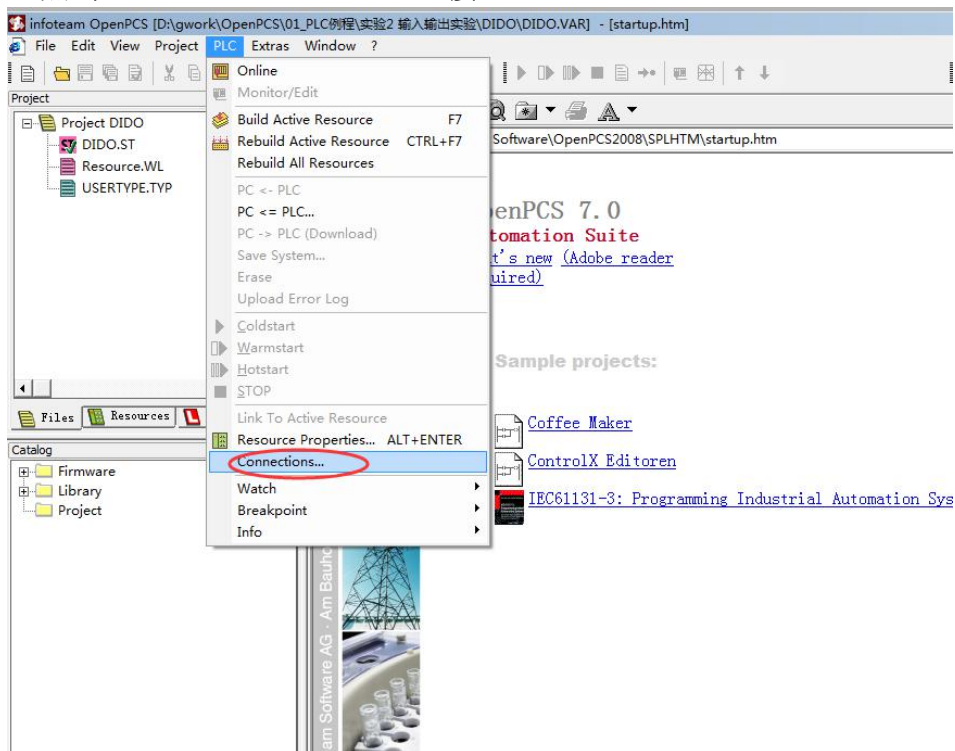 infoteam OpenPCS [D:\gwork\OpenPCS\01_PLC例程\实验2 输入输出实验\DIDO\DIDO.VAR] - [startup.htm]
File Edit View Project PLC Extras Window ?
Project
Project DIDO
DIDO.ST
Resource.WL
USERTYPE.TYP
Files Resources L
Catalog
Firmware
Library
Project
Online
Monitor/Edit
Build Active Resource F7
Rebuild Active Resource CTRL+F7
Rebuild All Resources
PC <- PLC
PC <= PLC...
PC -> PLC (Download)
Save System...
Erase
Upload Error Log
Coldstart
Warmstart
Hotstart
STOP
Link To Active Resource
Resource Properties... ALT+ENTER
Connections...
Watch
Breakpoint
Info
Software\OpenPCS2008\SPLHTM\startup.htm
enPCS 7.0
tomation Suite
t's new (Adobe reader
uired)
Sample projects:
Coffee Maker
ControlX Editoren
IEC61131-3: Programming Industrial Automation Sys
am Software AG · Am Bauho